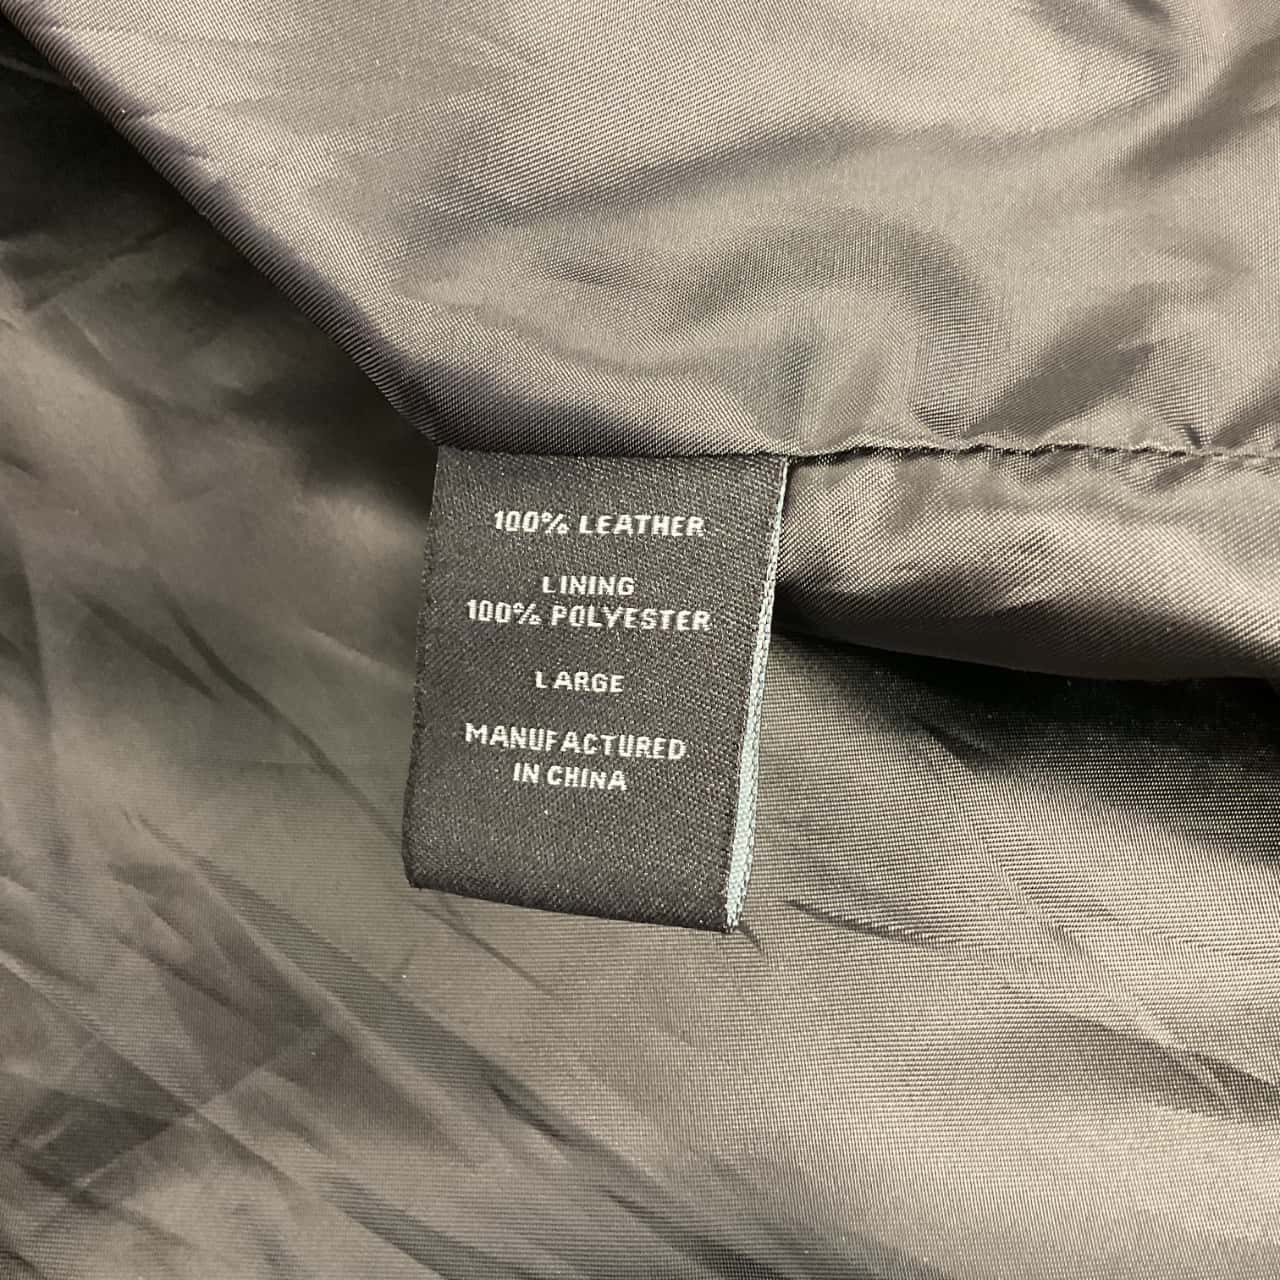 100% LEATHER
LINING
100% POLYESTER
LARGE
MANUFACTURED
IN CHINA